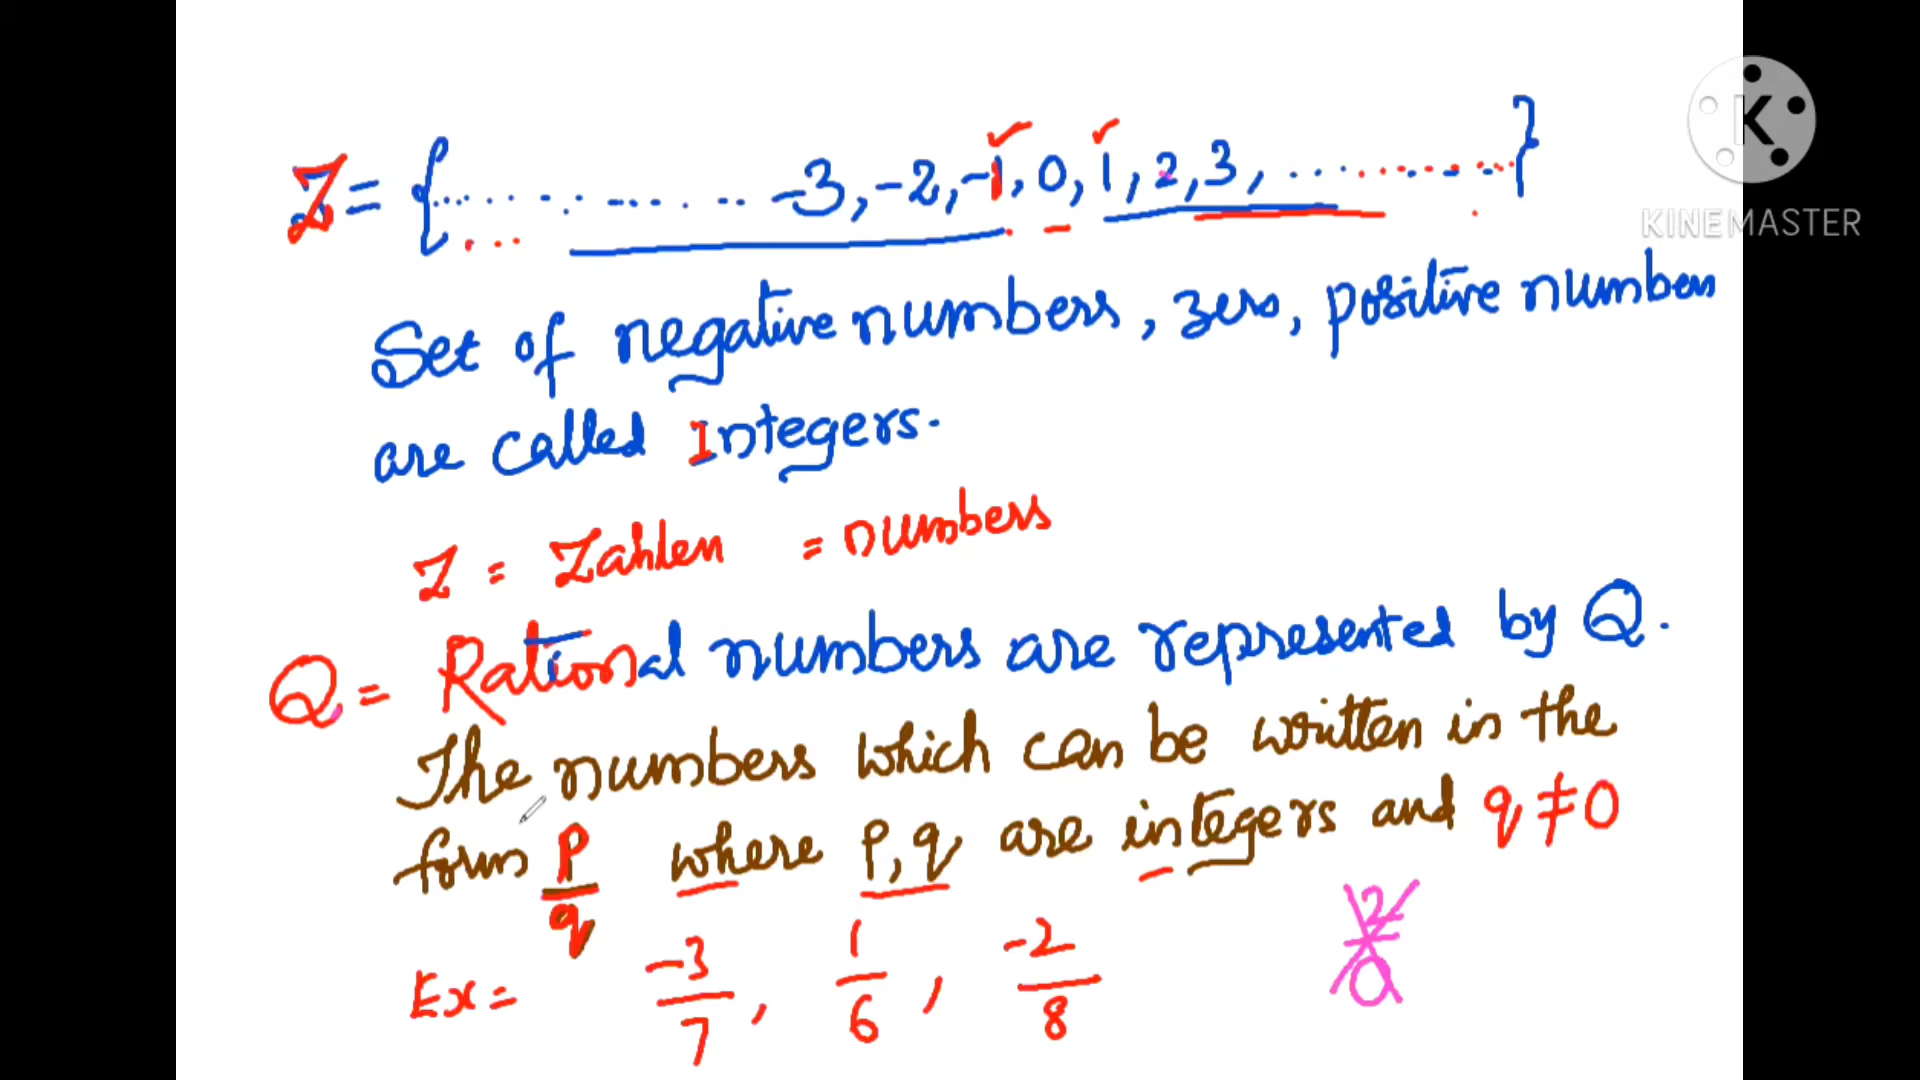 Z = {.................. -3, -2, -1, 0, 1, 2, 3, ...............}
KINEMASTER
Set of negative numbers, zero, positive numbers
are called Integers.
Z = Zahlen = numbers
Q = Rational numbers are represented by Q.
The numbers which can be written in the
form p/q where p, q are integers and q ≠ 0
Ex = -3/7, 1/6, -2/8 2/0